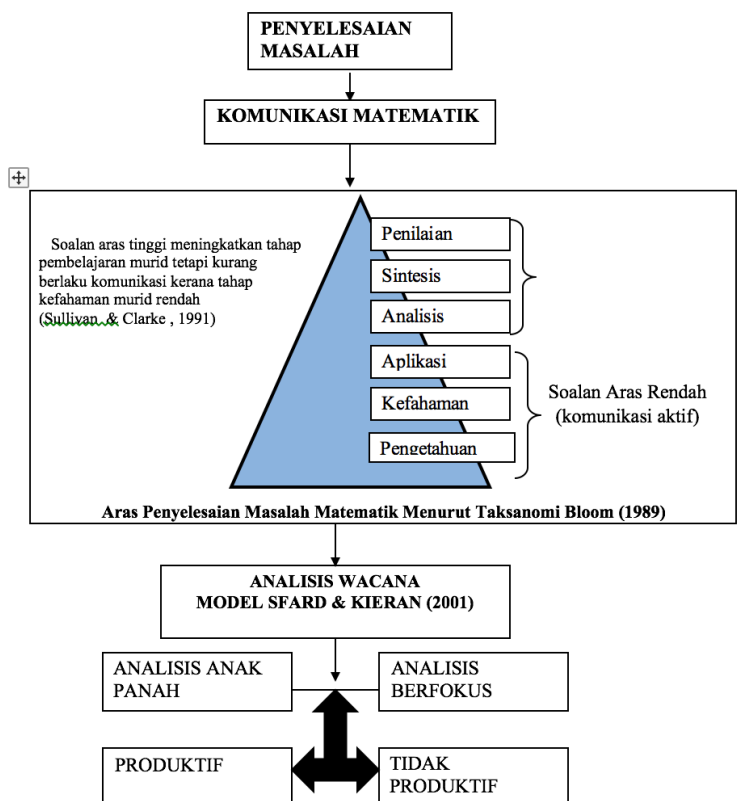 PENYELESAIAN
MASALAH
KOMUNIKASI MATEMATIK
Soalan aras tinggi meningkatkan tahap
pembelajaran murid tetapi kurang
berlaku komunikasi kerana tahap
kefahaman murid rendah
(Sullivan & Clarke , 1991)
Penilaian
Sintesis
Analisis
Aplikasi
Kefahaman
Pengetahuan
Soalan Aras Rendah
(komunikasi aktif)
Aras Penyelesaian Masalah Matematik Menurut Taksanomi Bloom (1989)
ANALISIS WACANA
MODEL SFARD & KIERAN (2001)
ANALISIS ANAK
PANAH
ANALISIS
BERFOKUS
PRODUKTIF
TIDAK
PRODUKTIF